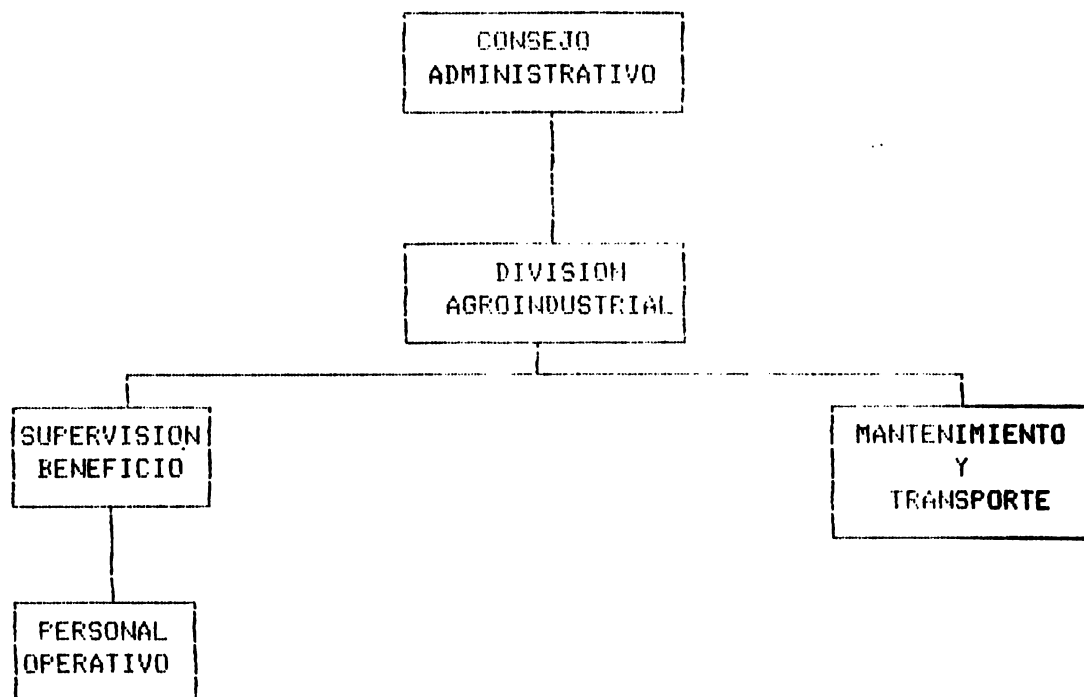 CONSEJO
ADMINISTRATIVO
DIVISION
AGROINDUSTRIAL
SUPERVISION
BENEFICIO
MANTENIMIENTO
Y
TRANSPORTE
PERSONAL
OPERATIVO